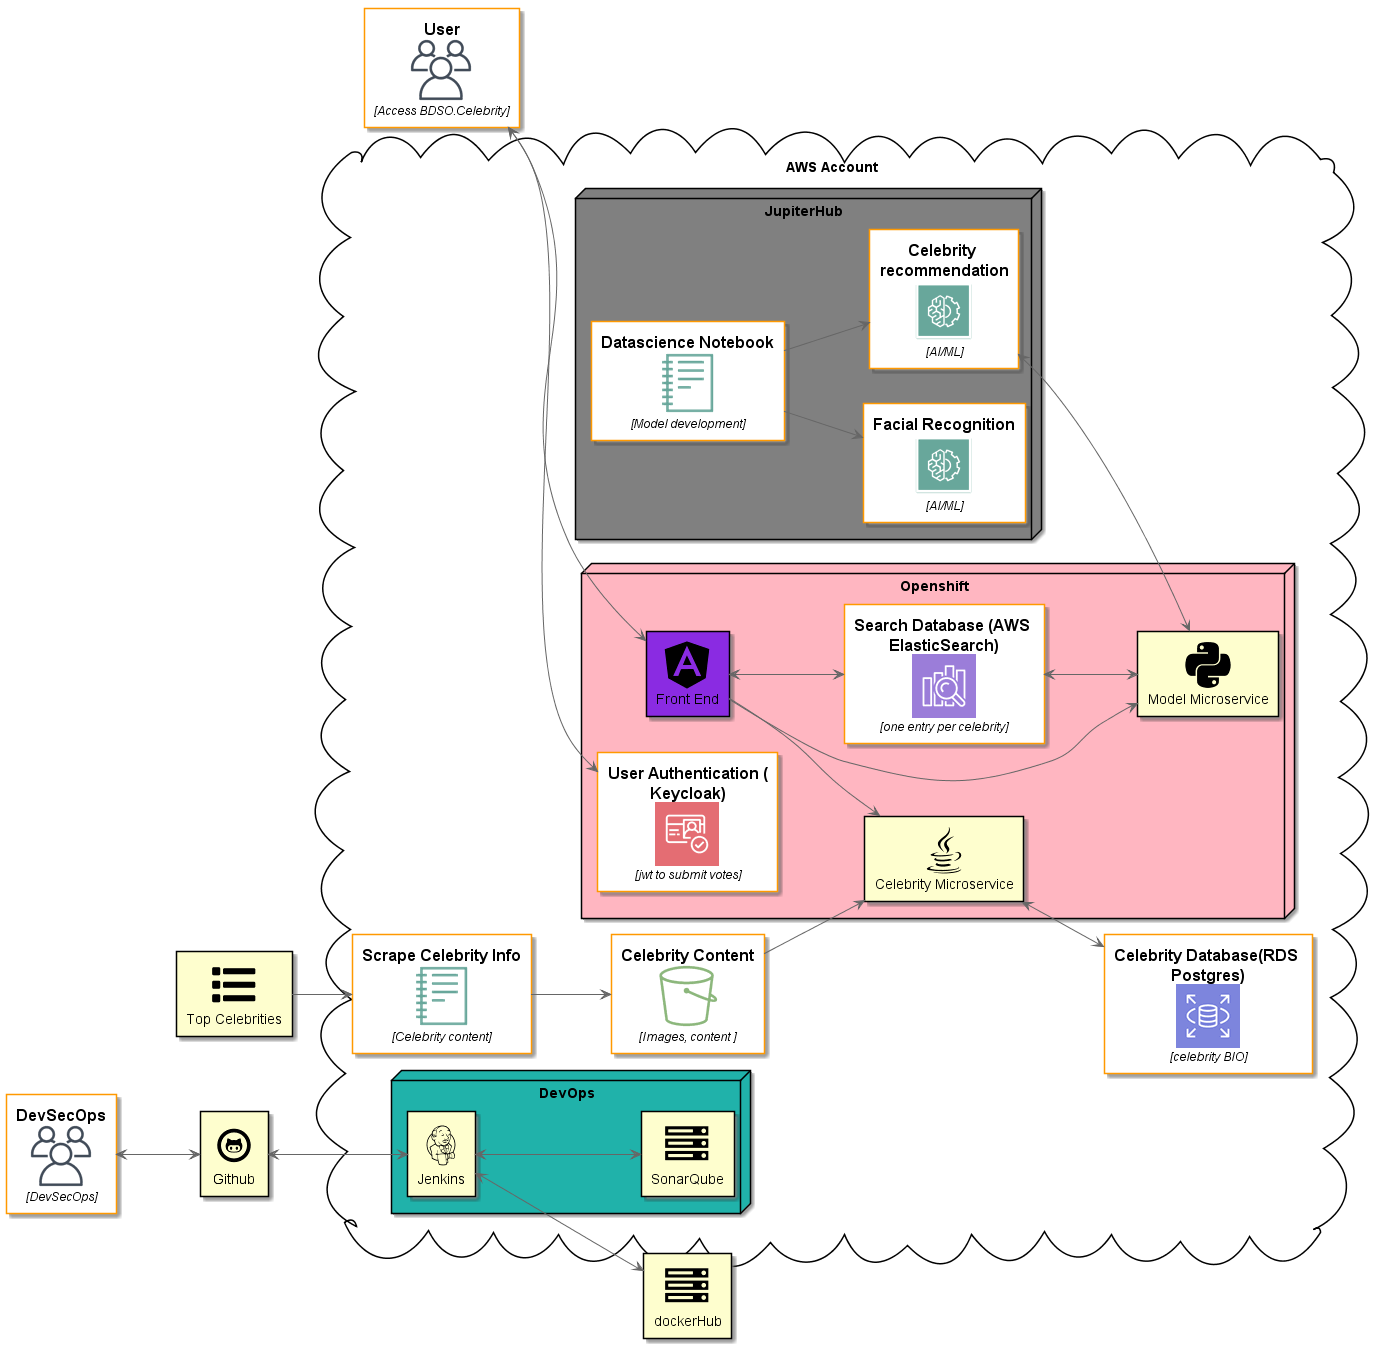 User
[Access BDSO.Celebrity]
AWS Account
JupiterHub
Celebrity
recommendation
[AI/ML]
Datascience Notebook
[Model development]
Facial Recognition
[AI/ML]
Openshift
Search Database (AWS
ElasticSearch)
[one entry per celebrity]
Front End
Model Microservice
User Authentication (
Keycloak)
[jwt to submit votes]
Celebrity Microservice
Top Celebrities
Scrape Celebrity Info
[Celebrity content]
Celebrity Content
[Images, content ]
Celebrity Database(RDS
Postgres)
[celebrity BIO]
DevOps
DevSecOps
[DevSecOps]
Github
Jenkins
SonarQube
dockerHub